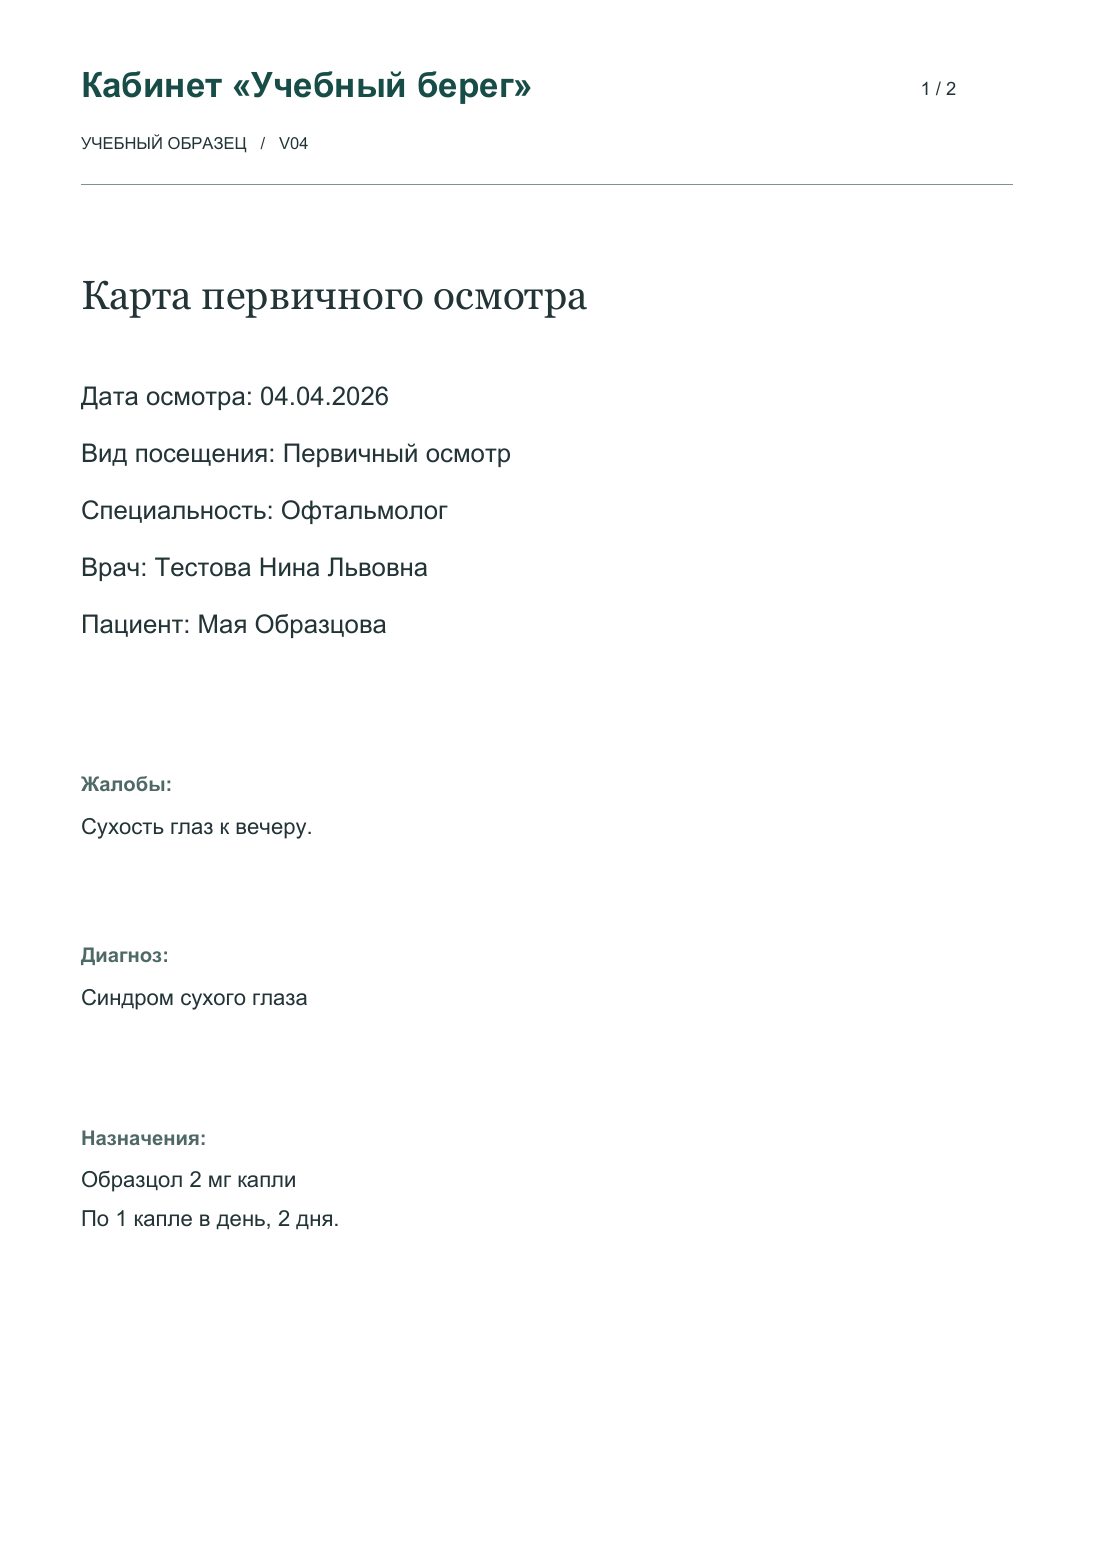 Кабинет «Учебный берег»
1 / 2
УЧЕБНЫЙ ОБРАЗЕЦ / V04
Карта первичного осмотра
Дата осмотра: 04.04.2026
Вид посещения: Первичный осмотр
Специальность: Офтальмолог
Врач: Тестова Нина Львовна
Пациент: Мая Образцова
Жалобы:
Сухость глаз к вечеру.
Диагноз:
Синдром сухого глаза
Назначения:
Образцол 2 мг капли
По 1 капле в день, 2 дня.